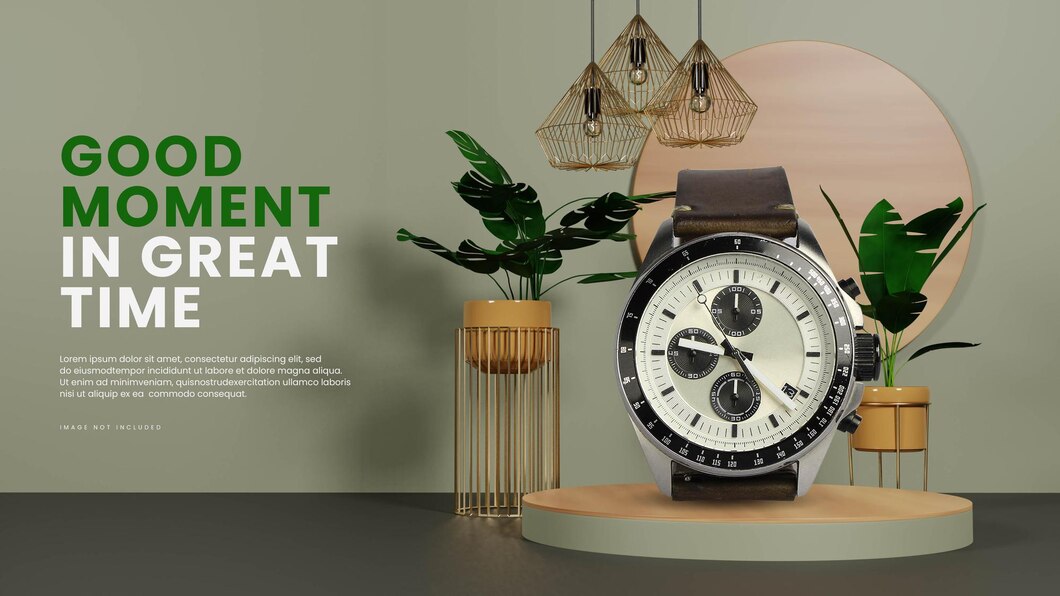 GOOD
MOMENT
IN GREAT
TIME
Lorem ipsum dolor sit amet, consectetur adipiscing elit, sed
do eiusmodtempor incididunt ut labore et dolore magna aliqua.
Ut enim ad minimveniam, quisnostrudexercitation ullamco laboris
nisi ut aliquip ex ea commodo consequat.
IMAGE NOT INCLUDED